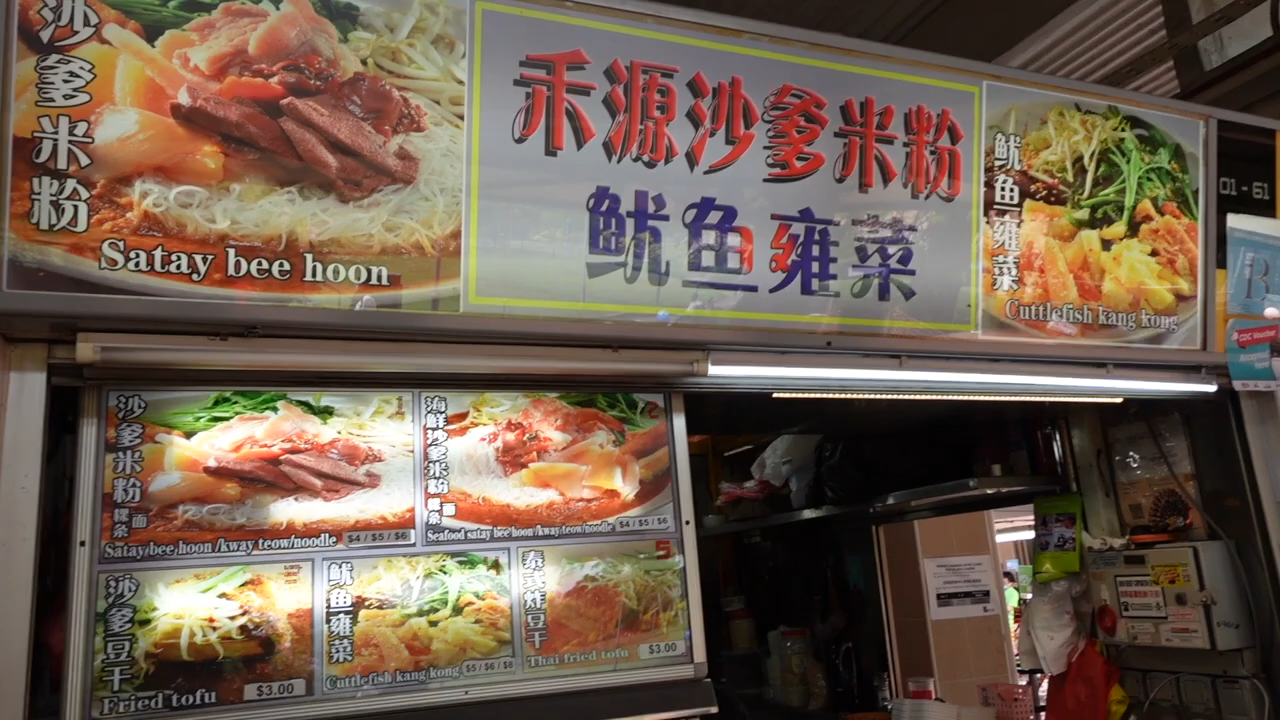 沙爹米粉
Satay bee hoon
禾源沙爹米粉
鱿鱼蕹菜
鱿鱼蕹菜
Cuttlefish kang kong
01 - 61
B
CDC Voucher
沙爹米粉 粿条 面
Satay bee hoon /kway teow/noodle
$4 / $5 / $6
海鲜沙爹米粉 粿条 面
2
Seafood satay bee hoon/kway teow/noodle
$4 / $5 / $6
沙爹豆干
Fried tofu
$3.00
鱿鱼蕹菜
Cuttlefish kang kong
$5 / $6 / $8
泰式炸豆干
5
Thai fried tofu
$3.00